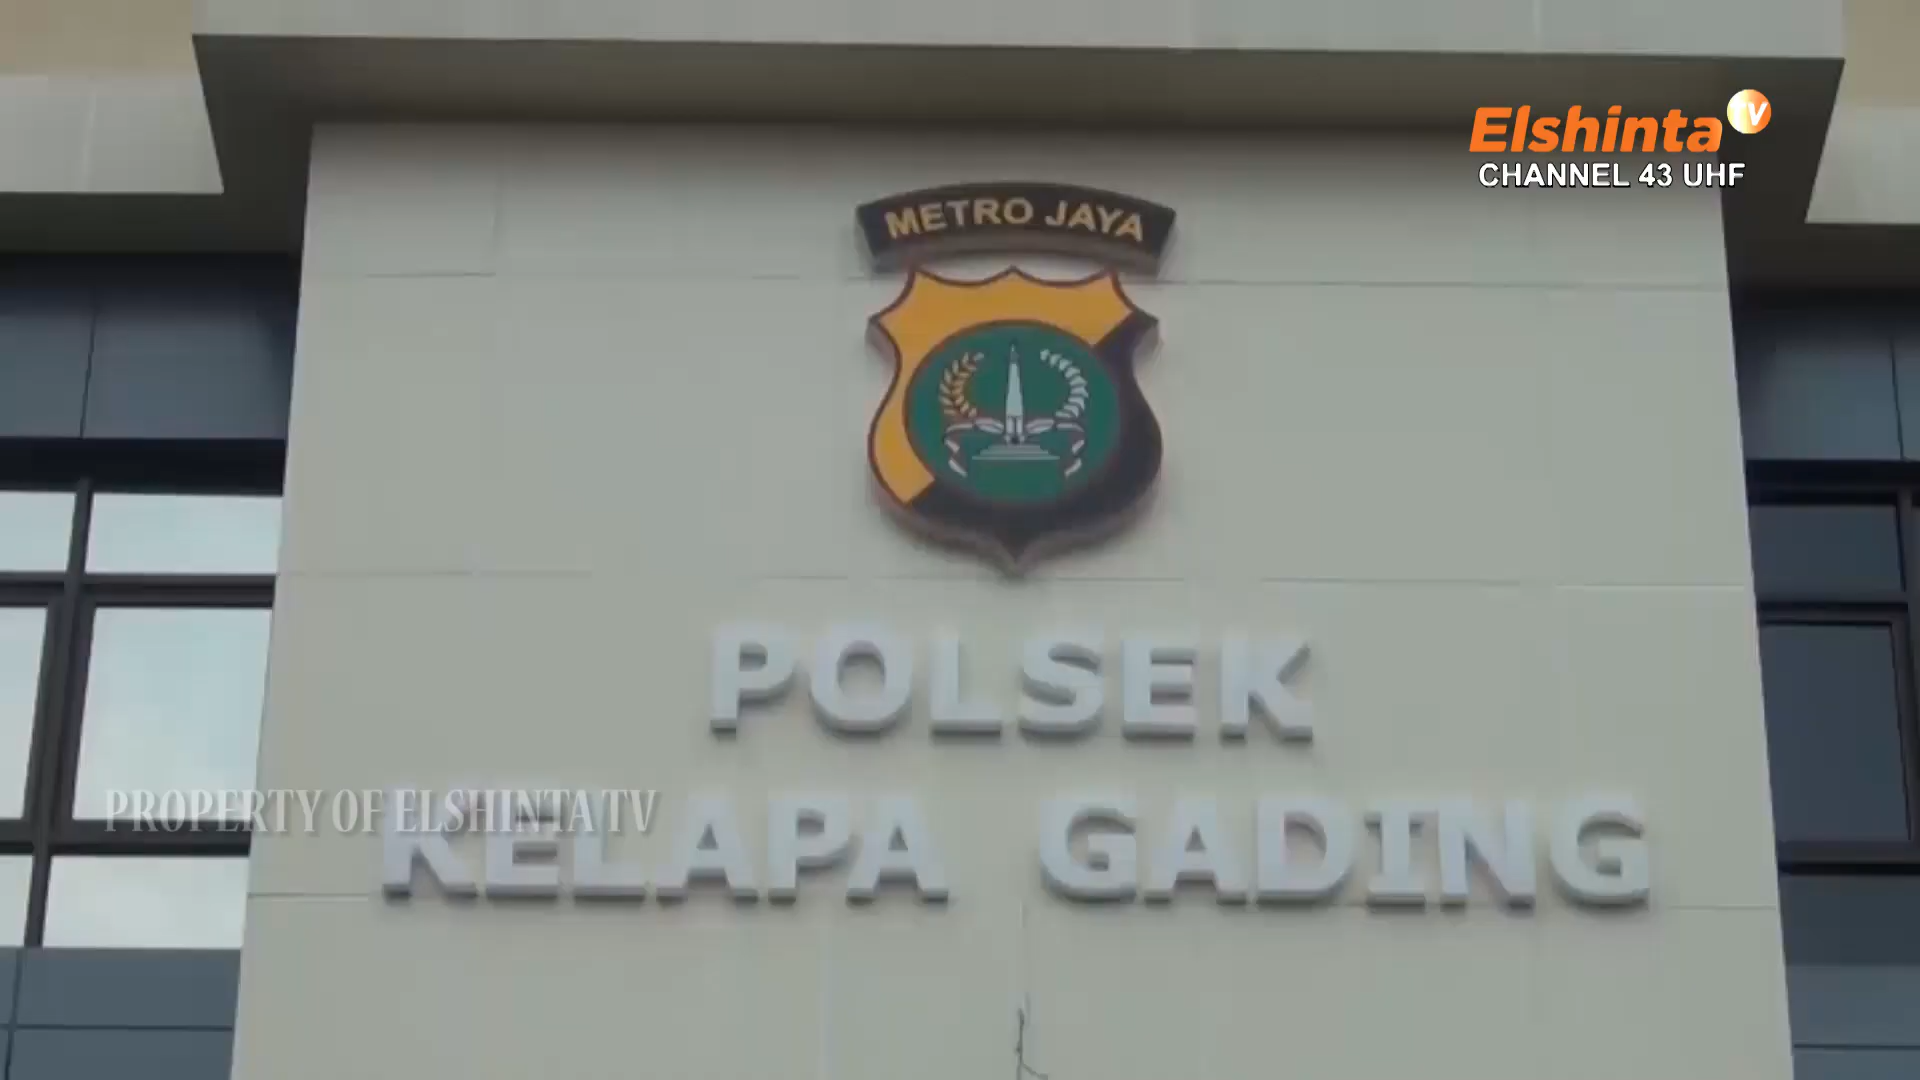 Elshinta TV
CHANNEL 43 UHF
METRO JAYA
POLSEK
PROPERTY OF ELSHINTA TV
KELAPA GADING